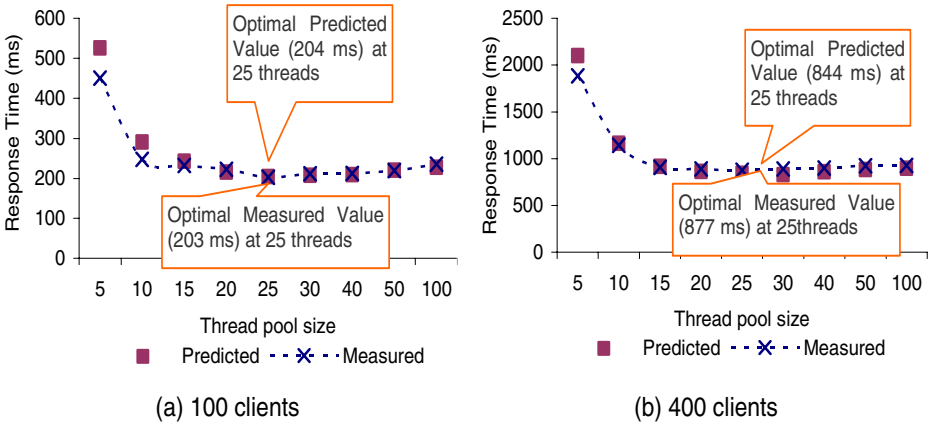 Response Time (ms)
600
500
400
300
200
100
0
Optimal Predicted
Value (204 ms) at
25 threads
Optimal Measured Value
(203 ms) at 25 threads
5 10 15 20 25 30 40 50 100
Thread pool size
Predicted Measured
(a) 100 clients
Response Time (ms)
2500
2000
1500
1000
500
0
Optimal Predicted
Value (844 ms) at
25 threads
Optimal Measured Value
(877 ms) at 25threads
5 10 15 20 25 30 40 50 100
Thread pool size
Predicted Measured
(b) 400 clients